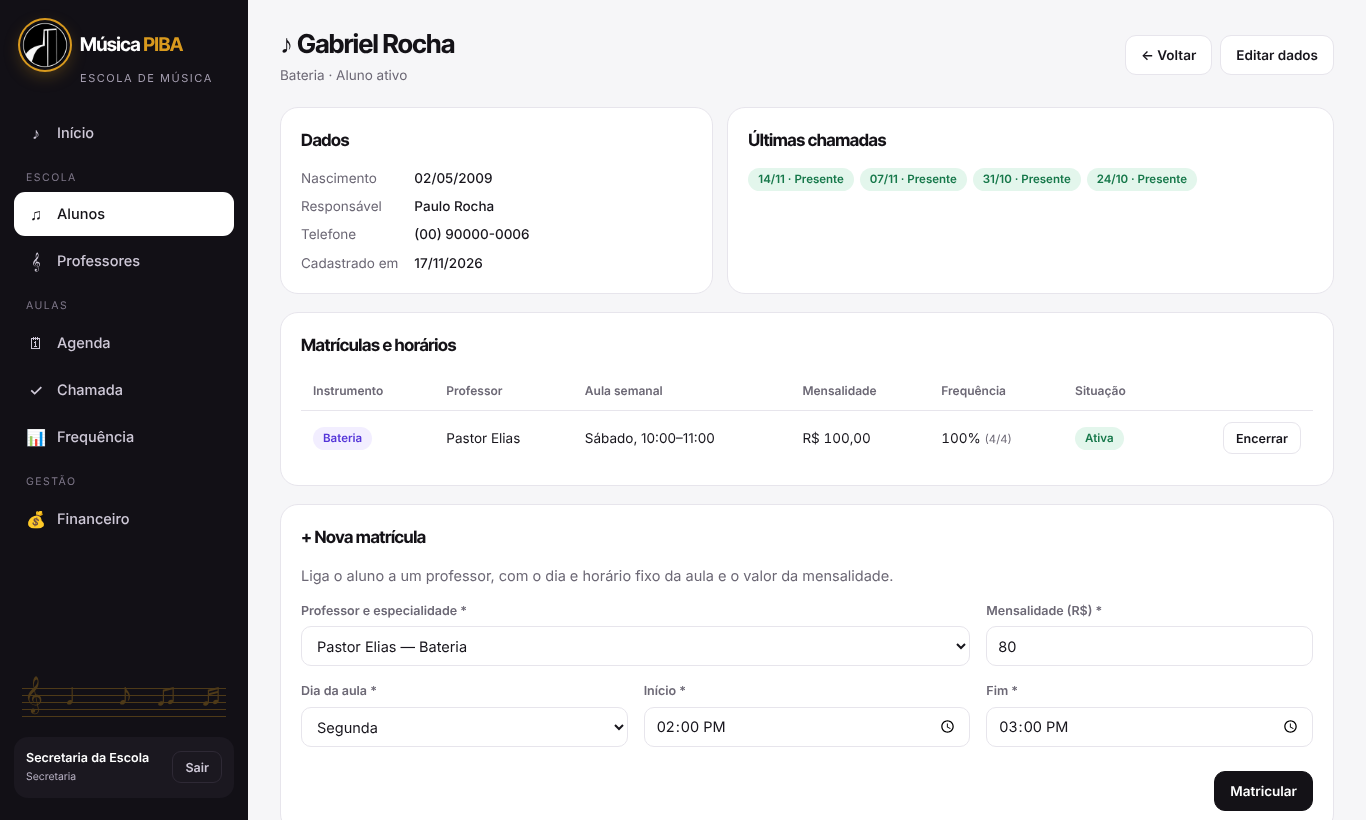 Música PIBA
ESCOLA DE MÚSICA
♪ Início
ESCOLA
♫ Alunos
Professores
AULAS
Agenda
✓ Chamada
Frequência
GESTÃO
Financeiro
Secretaria da Escola
Secretaria
Sair
♪ Gabriel Rocha
Bateria · Aluno ativo
← Voltar
Editar dados
Dados
Nascimento 02/05/2009
Responsável Paulo Rocha
Telefone (00) 90000-0006
Cadastrado em 17/11/2026
Últimas chamadas
14/11 · Presente 07/11 · Presente 31/10 · Presente 24/10 · Presente
Matrículas e horários
Instrumento Professor Aula semanal Mensalidade Frequência Situação
Bateria Pastor Elias Sábado, 10:00–11:00 R$ 100,00 100% (4/4) Ativa Encerrar
+ Nova matrícula
Liga o aluno a um professor, com o dia e horário fixo da aula e o valor da mensalidade.
Professor e especialidade * Mensalidade (R$) *
Pastor Elias — Bateria 80
Dia da aula * Início * Fim *
Segunda 02:00 PM 03:00 PM
Matricular